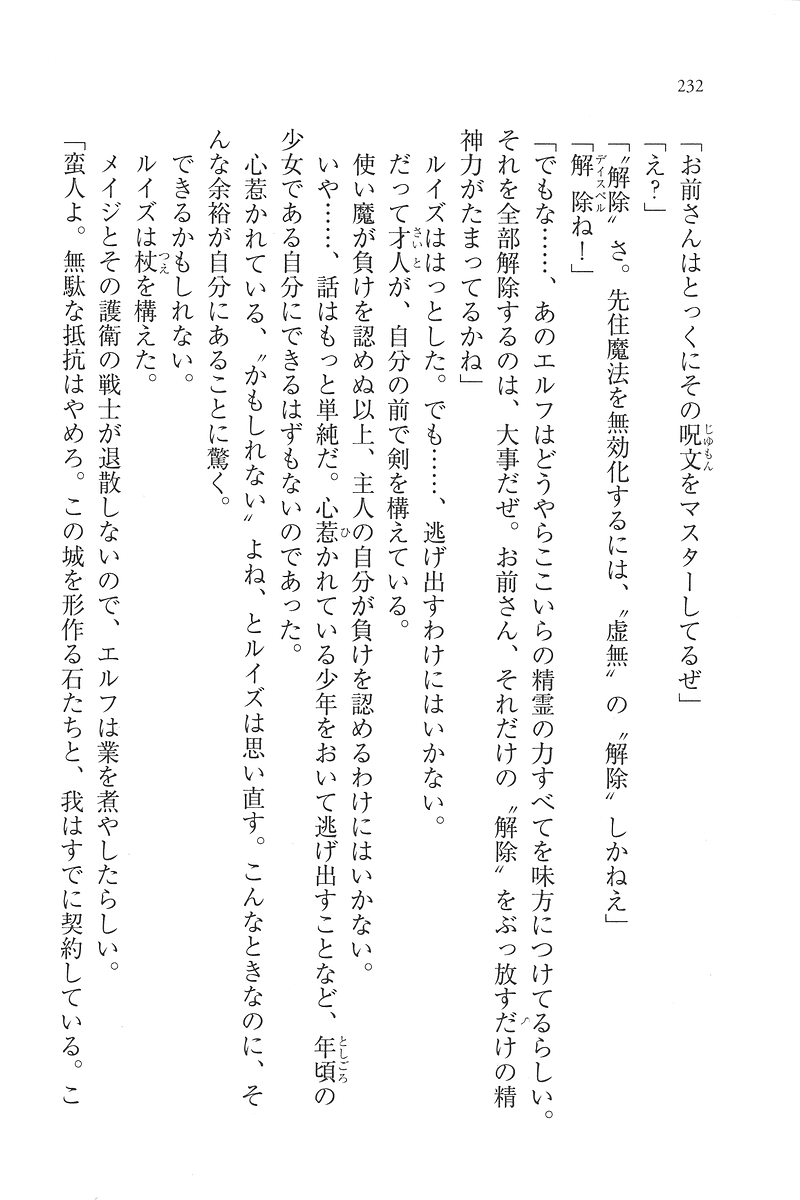 232
「お前さんはとっくにその呪文をマスターしてるぜ」
「え？」
「〝解除〟さ。先住魔法を無効化するには、〝虚無〟の〝解除〟しかねえ」
「解除ね！」
「でもな……、あのエルフはどうやらここいらの精霊の力すべてを味方につけてるらしい。
それを全部解除するのは、大事だぜ。お前さん、それだけの〝解除〟をぶっ放すだけの精
神力がたまってるかね」
ルイズははっとした。でも……、逃げ出すわけにはいかない。
だって才人が、自分の前で剣を構えている。
使い魔が負けを認めぬ以上、主人の自分が負けを認めるわけにはいかない。
いや……、話はもっと単純だ。心惹かれている少年をおいて逃げ出すことなど、年頃の
少女である自分にできるはずもないのであった。
心惹かれている、〝かもしれない〟よね、とルイズは思い直す。こんなときなのに、そ
んな余裕が自分にあることに驚く。
できるかもしれない。
ルイズは杖を構えた。
メイジとその護衛の戦士が退散しないので、エルフは業を煮やしたらしい。
「蛮人よ。無駄な抵抗はやめろ。この城を形作る石たちと、我はすでに契約している。こ